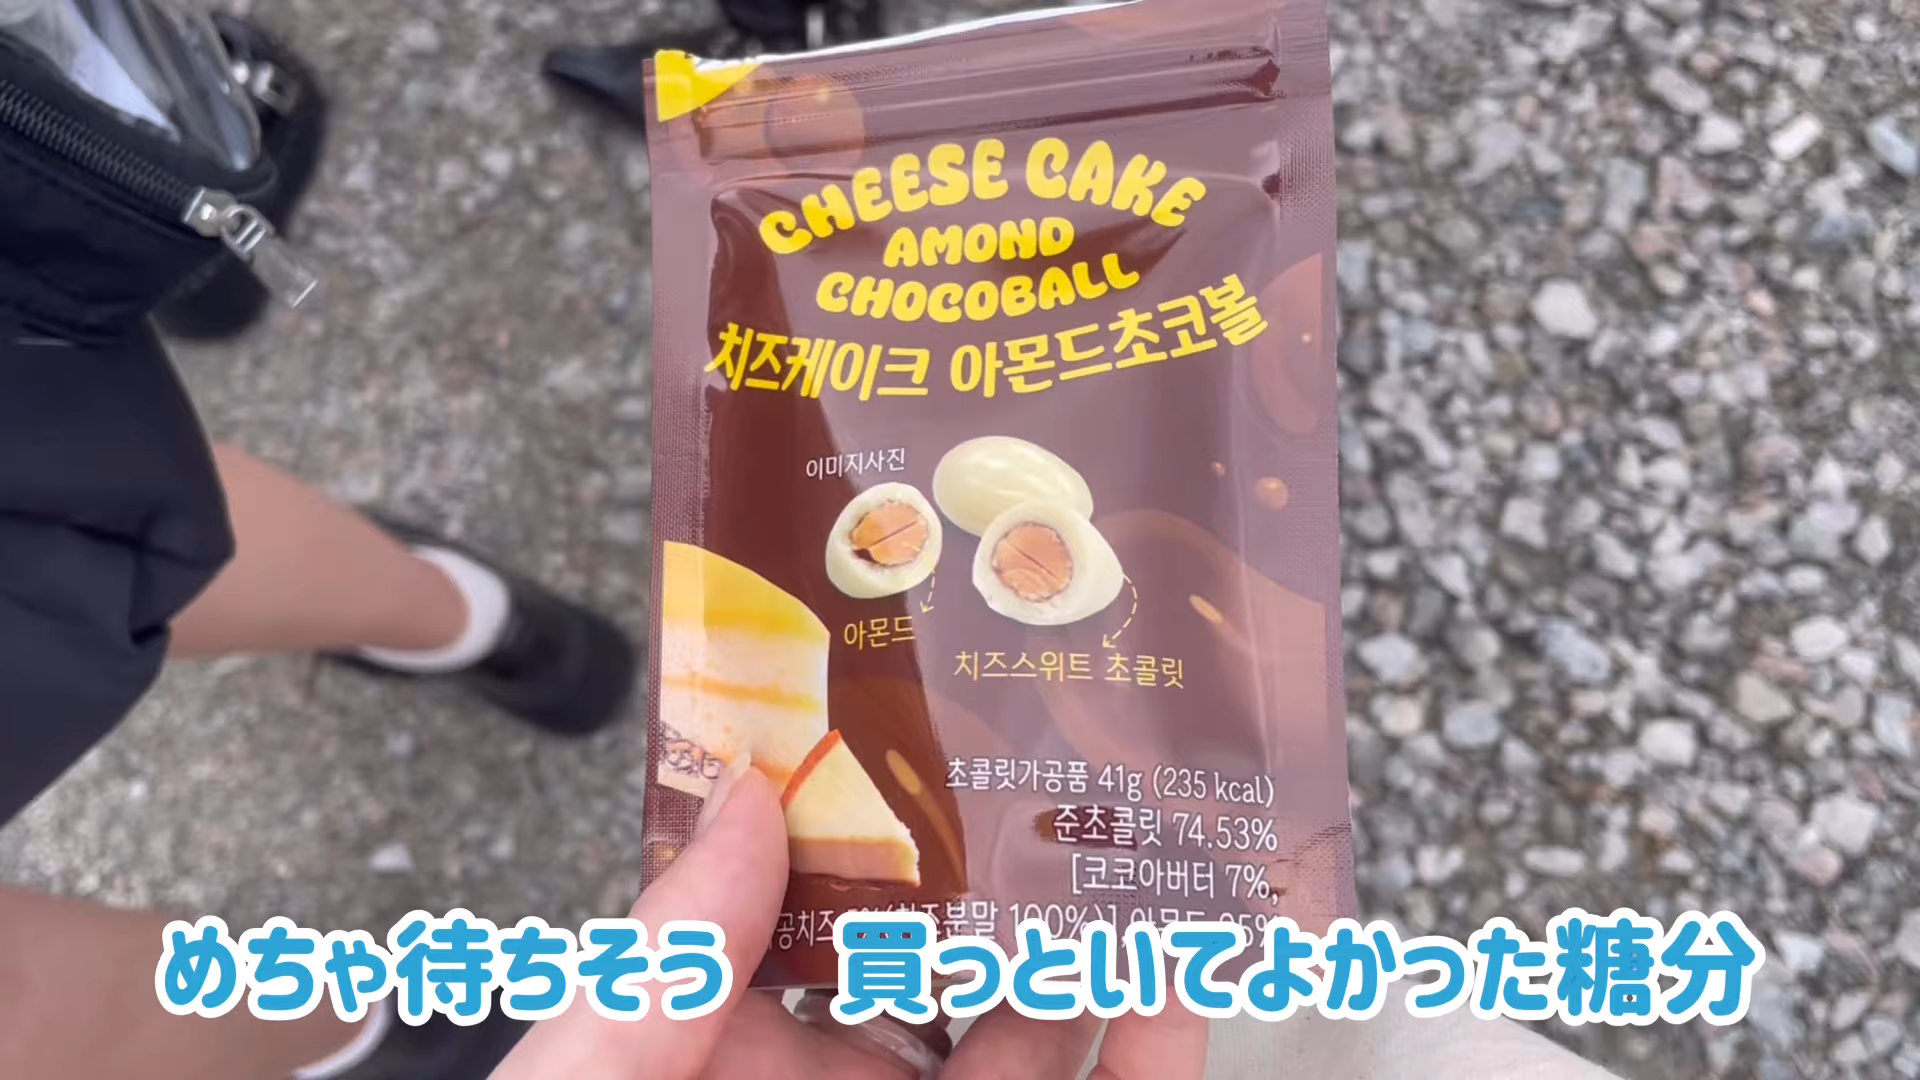 CHEESE CAKE
AMOND
CHOCOBALL
치즈케이크 아몬드초코볼
이미지사진
아몬드
치즈스위트 초콜릿
초콜릿가공품 41g (235 kcal)
준초콜릿 74.53%
[코코아버터 7%,
めちゃ待ちそう 買っといてよかった糖分